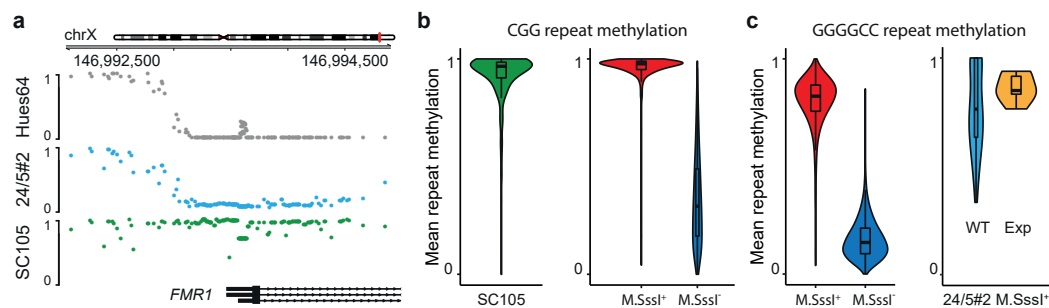 a
chrX
146,992,500 146,994,500
Hues64
1
0
24/5#2
1
0
SC105
1
0
FMR1
b
CGG repeat methylation
Mean repeat methylation
1
0
SC105
1
0
M.SssI⁺ M.SssI⁻
c
GGGGCC repeat methylation
Mean repeat methylation
1
0
M.SssI⁺ M.SssI⁻
1
0
WT Exp
24/5#2 M.SssI⁺